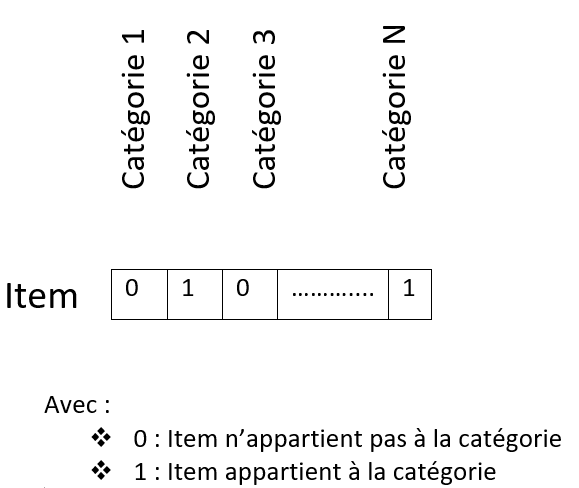 Catégorie 1
Catégorie 2
Catégorie 3
Catégorie N
Item 0 1 0 ………….. 1
Avec :
❖ 0 : Item n’appartient pas à la catégorie
❖ 1 : Item appartient à la catégorie